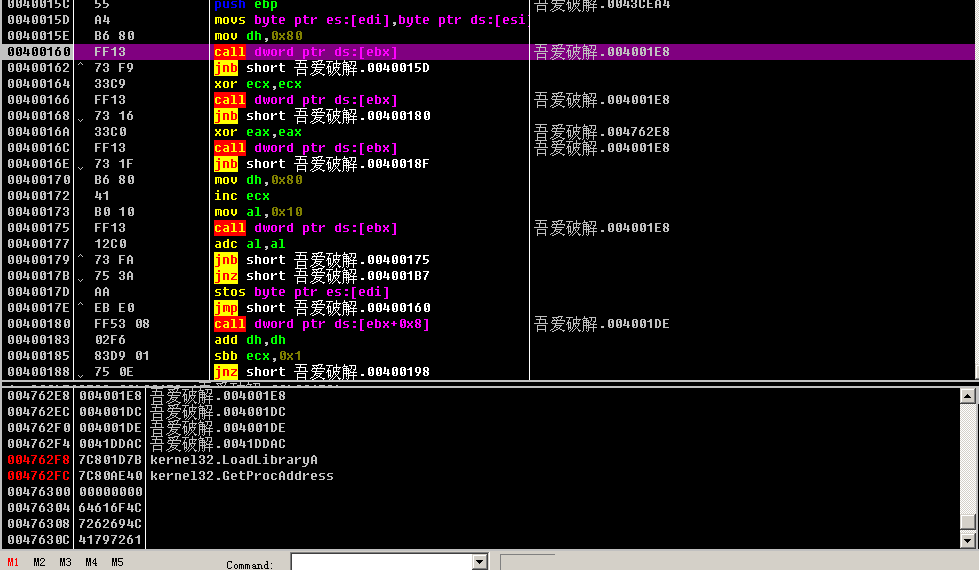 0040015C 55 push ebp 吾爱破解.0043CEA4
0040015D A4 movs byte ptr es:[edi],byte ptr ds:[esi
0040015E B6 80 mov dh,0x80
00400160 FF13 call dword ptr ds:[ebx] 吾爱破解.004001E8
00400162 ^ 73 F9 jnb short 吾爱破解.0040015D
00400164 33C9 xor ecx,ecx
00400166 FF13 call dword ptr ds:[ebx] 吾爱破解.004001E8
00400168 ⌄ 73 16 jnb short 吾爱破解.00400180
0040016A 33C0 xor eax,eax 吾爱破解.004762E8
0040016C FF13 call dword ptr ds:[ebx] 吾爱破解.004001E8
0040016E ⌄ 73 1F jnb short 吾爱破解.0040018F
00400170 B6 80 mov dh,0x80
00400172 41 inc ecx
00400173 B0 10 mov al,0x10
00400175 FF13 call dword ptr ds:[ebx] 吾爱破解.004001E8
00400177 12C0 adc al,al
00400179 ^ 73 FA jnb short 吾爱破解.00400175
0040017B ⌄ 75 3A jnz short 吾爱破解.004001B7
0040017D AA stos byte ptr es:[edi]
0040017E ^ EB E0 jmp short 吾爱破解.00400160
00400180 FF53 08 call dword ptr ds:[ebx+0x8] 吾爱破解.004001DE
00400183 02F6 add dh,dh
00400185 83D9 01 sbb ecx,0x1
00400188 ⌄ 75 0E jnz short 吾爱破解.00400198
004762E8 004001E8 吾爱破解.004001E8
004762EC 004001DC 吾爱破解.004001DC
004762F0 004001DE 吾爱破解.004001DE
004762F4 0041DDAC 吾爱破解.0041DDAC
004762F8 7C801D7B kernel32.LoadLibraryA
004762FC 7C80AE40 kernel32.GetProcAddress
00476300 00000000
00476304 64616F4C
00476308 7262694C
0047630C 41797261
M1 M2 M3 M4 M5 Command: